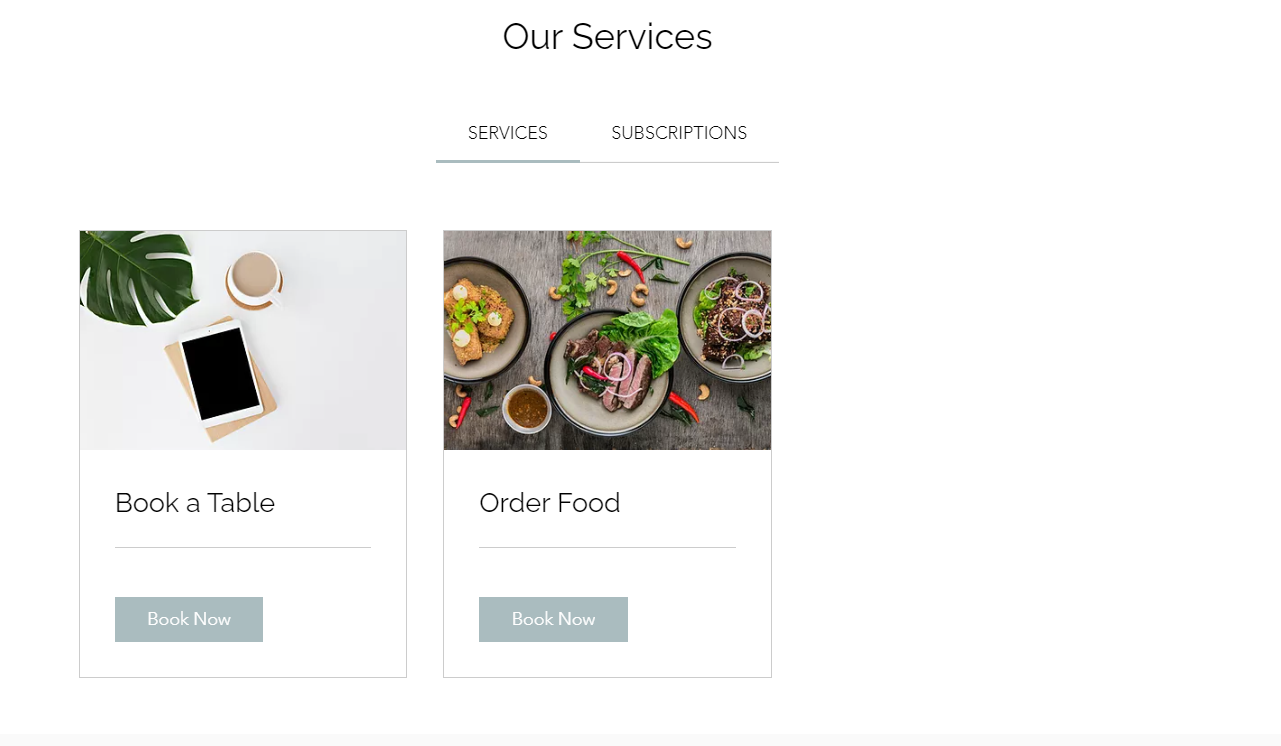 Our Services
SERVICES
SUBSCRIPTIONS
Book a Table
Order Food
Book Now
Book Now